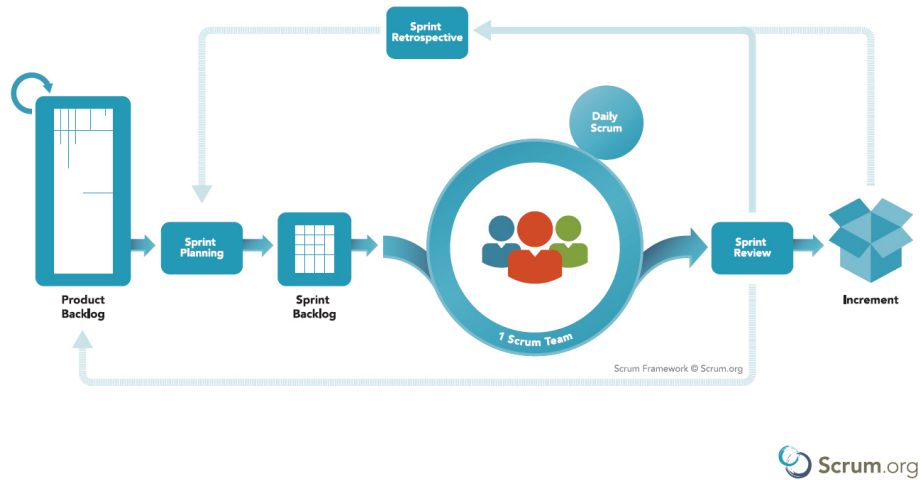 Sprint
Retrospective
Daily
Scrum
Sprint
Planning
Sprint
Review
Product
Backlog
Sprint
Backlog
1 Scrum Team
Increment
Scrum Framework © Scrum.org
Scrum.org